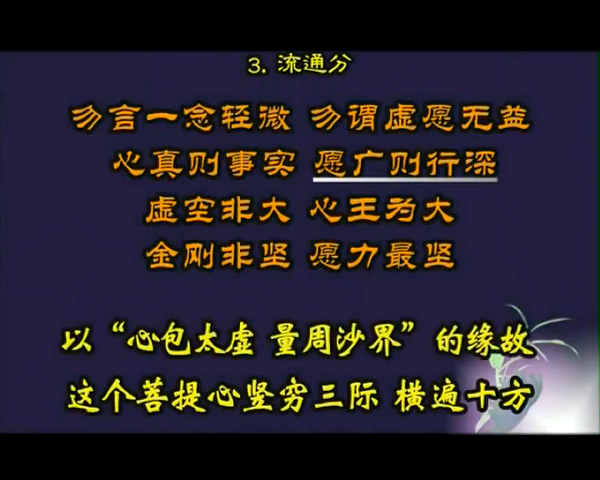 3. 流通分
勿言一念轻微 勿谓虚愿无益
心真则事实 愿广则行深
虚空非大 心王为大
金刚非坚 愿力最坚
以“心包太虚 量周沙界”的缘故
这个菩提心竖穷三际 横遍十方